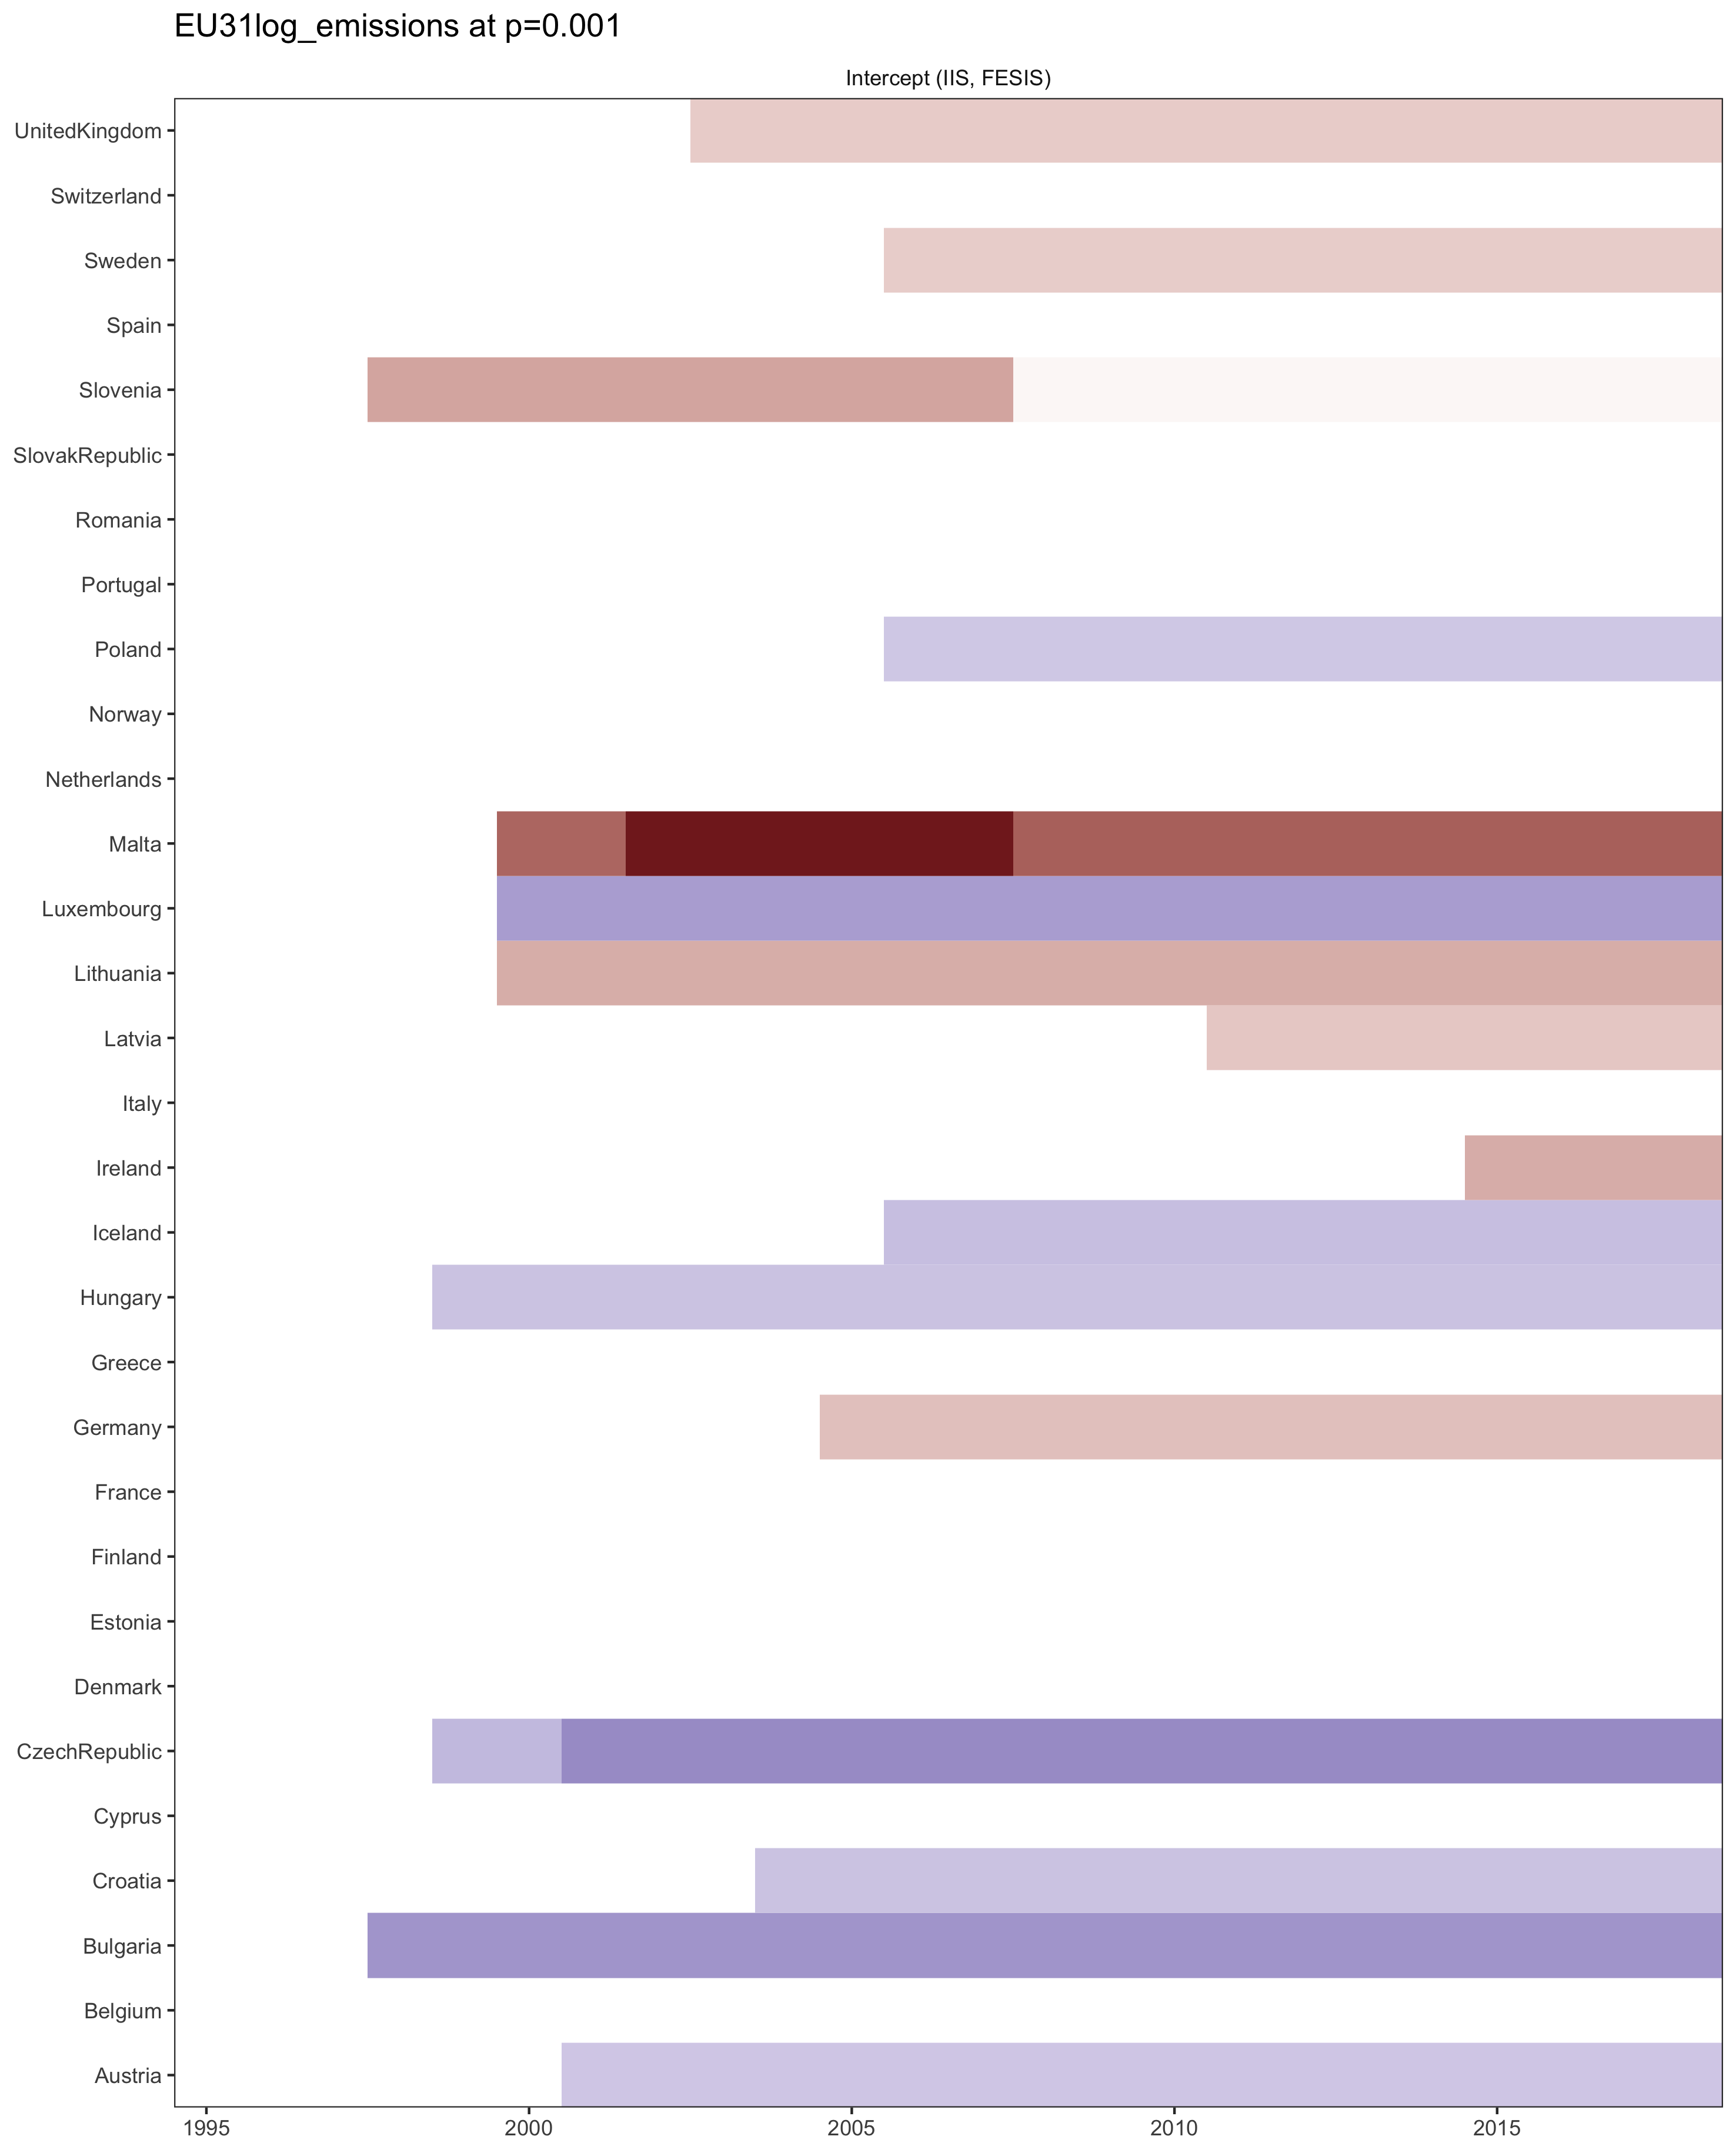 EU31log_emissions at p=0.001
Intercept (IIS, FESIS)
UnitedKingdom
Switzerland
Sweden
Spain
Slovenia
SlovakRepublic
Romania
Portugal
Poland
Norway
Netherlands
Malta
Luxembourg
Lithuania
Latvia
Italy
Ireland
Iceland
Hungary
Greece
Germany
France
Finland
Estonia
Denmark
CzechRepublic
Cyprus
Croatia
Bulgaria
Belgium
Austria
1995 2000 2005 2010 2015